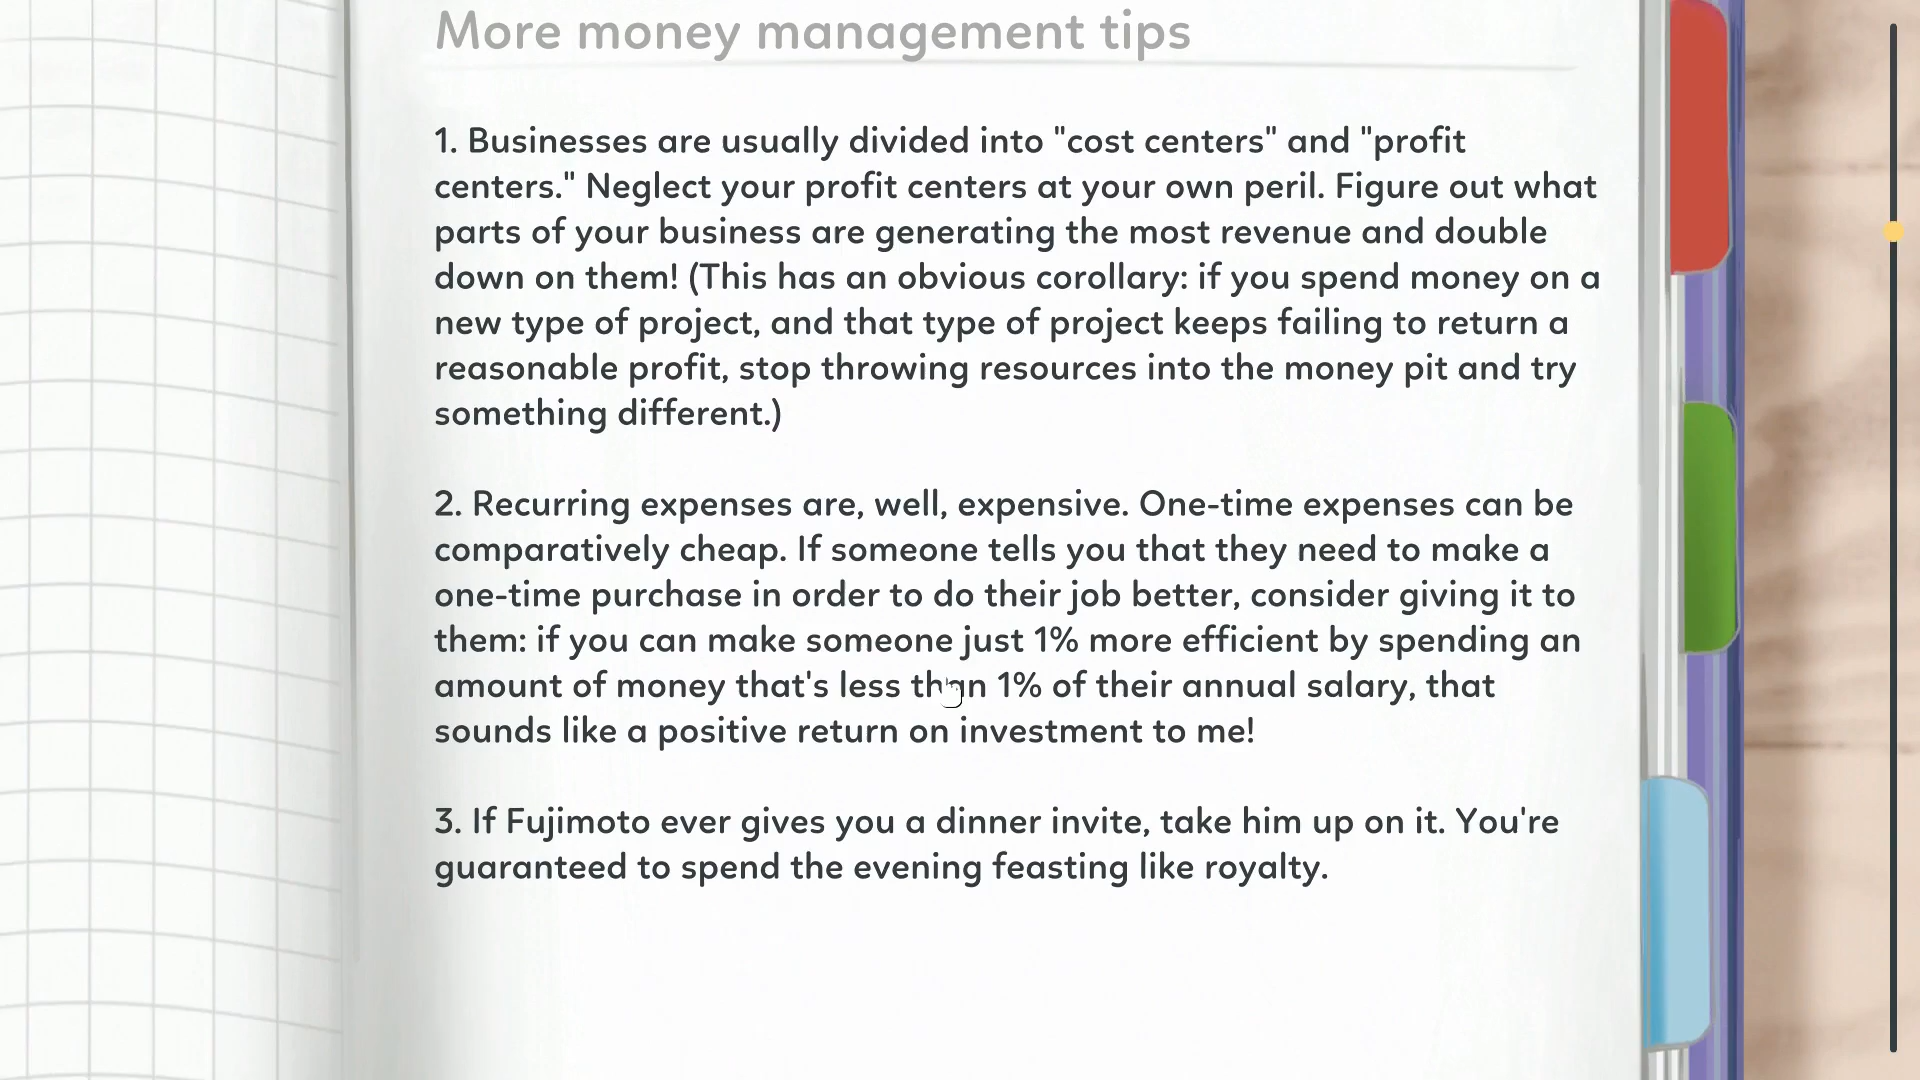 More money management tips
1. Businesses are usually divided into "cost centers" and "profit
centers." Neglect your profit centers at your own peril. Figure out what
parts of your business are generating the most revenue and double
down on them! (This has an obvious corollary: if you spend money on a
new type of project, and that type of project keeps failing to return a
reasonable profit, stop throwing resources into the money pit and try
something different.)
2. Recurring expenses are, well, expensive. One-time expenses can be
comparatively cheap. If someone tells you that they need to make a
one-time purchase in order to do their job better, consider giving it to
them: if you can make someone just 1% more efficient by spending an
amount of money that's less than 1% of their annual salary, that
sounds like a positive return on investment to me!
3. If Fujimoto ever gives you a dinner invite, take him up on it. You're
guaranteed to spend the evening feasting like royalty.